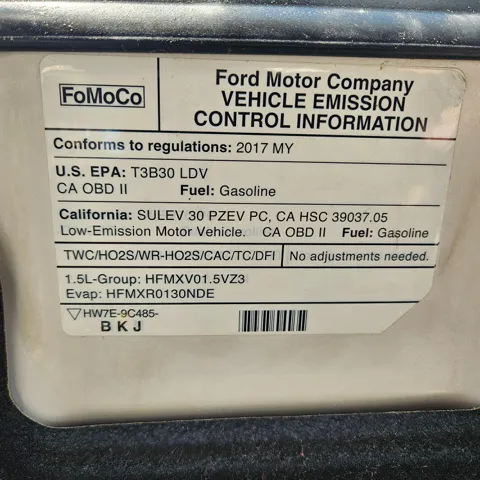 FoMoCo
Ford Motor Company
VEHICLE EMISSION
CONTROL INFORMATION
Conforms to regulations: 2017 MY
U.S. EPA: T3B30 LDV
CA OBD II Fuel: Gasoline
California: SULEV 30 PZEV PC, CA HSC 39037.05
Low-Emission Motor Vehicle. CA OBD II Fuel: Gasoline
TWC/HO2S/WR-HO2S/CAC/TC/DFI No adjustments needed.
1.5L-Group: HFMXV01.5VZ3
Evap: HFMXR0130NDE
HW7E-9C485-
B K J